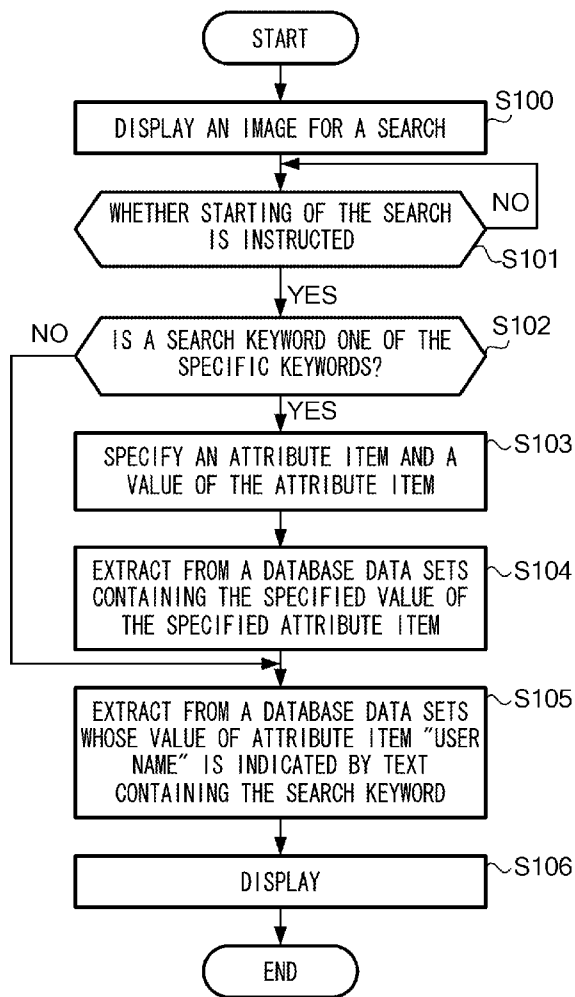 START
S100
DISPLAY AN IMAGE FOR A SEARCH
WHETHER STARTING OF THE SEARCH
IS INSTRUCTED
NO
S101
YES
NO
S102
IS A SEARCH KEYWORD ONE OF THE
SPECIFIC KEYWORDS?
YES
S103
SPECIFY AN ATTRIBUTE ITEM AND A
VALUE OF THE ATTRIBUTE ITEM
S104
EXTRACT FROM A DATABASE DATA SETS
CONTAINING THE SPECIFIED VALUE OF
THE SPECIFIED ATTRIBUTE ITEM
S105
EXTRACT FROM A DATABASE DATA SETS
WHOSE VALUE OF ATTRIBUTE ITEM "USER
NAME" IS INDICATED BY TEXT
CONTAINING THE SEARCH KEYWORD
S106
DISPLAY
END